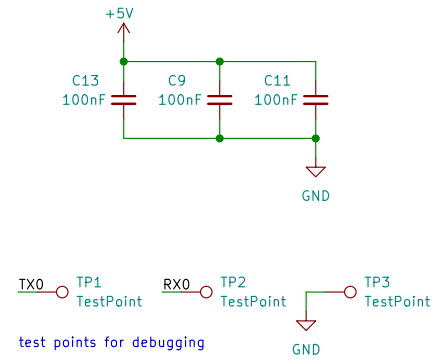 +5V
C13
100nF
C9
100nF
C11
100nF
GND
TX0
TP1
TestPoint
RX0
TP2
TestPoint
TP3
TestPoint
test points for debugging
GND